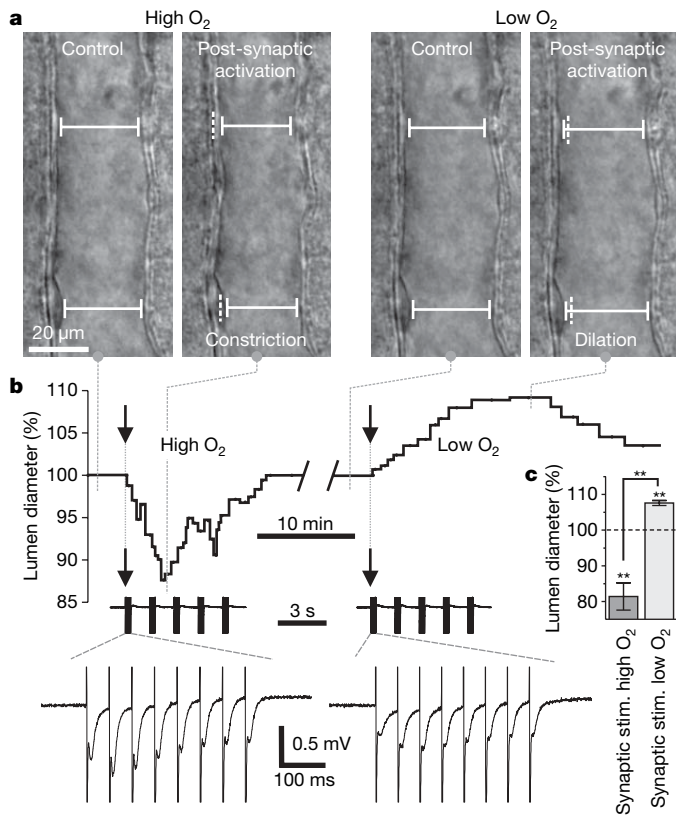 a
High O2
Low O2
Control
Post-synaptic
activation
Control
Post-synaptic
activation
20 µm
Constriction
Dilation
b
Lumen diameter (%)
110
105
100
95
90
85
High O2
Low O2
10 min
3 s
0.5 mV
100 ms
c
Lumen diameter (%)
110
100
90
80
**
**
**
Synaptic stim. high O2
Synaptic stim. low O2